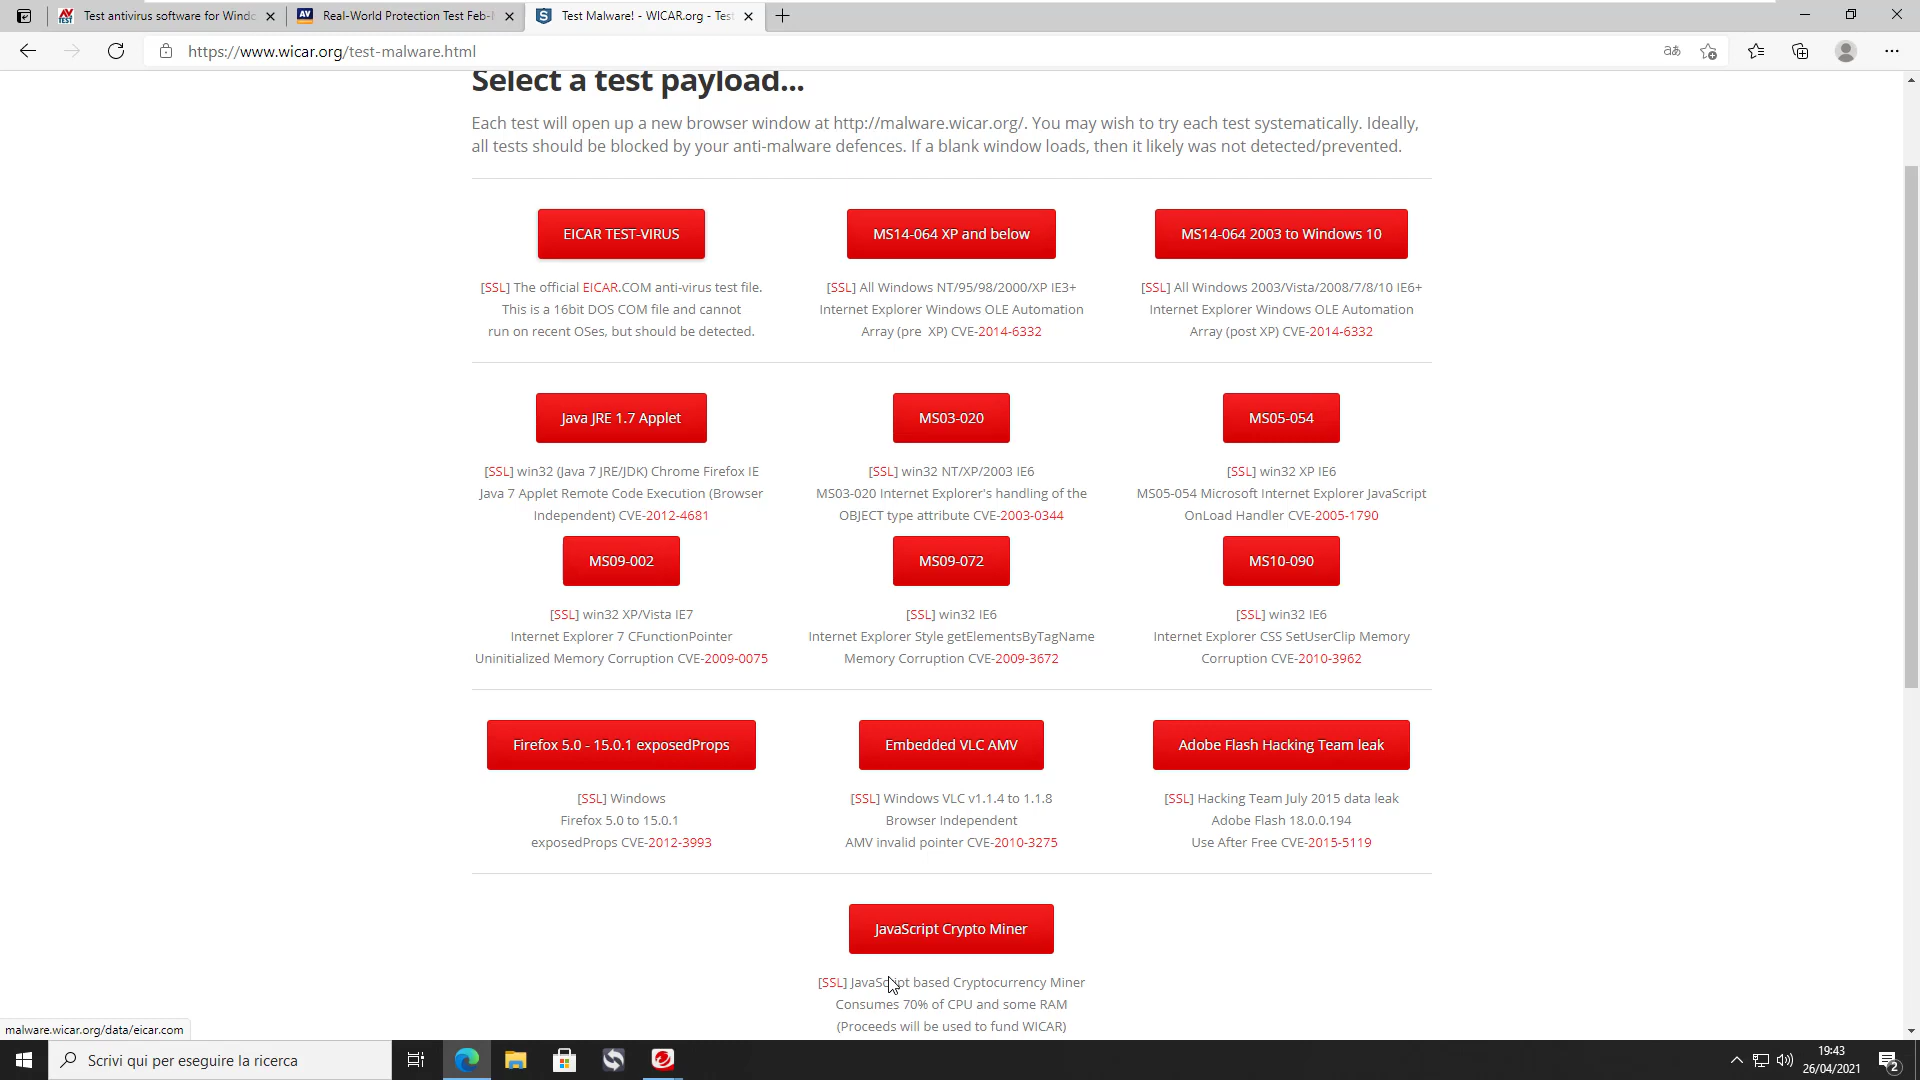 Test antivirus software for Windo
Real-World Protection Test Feb-M
Test Malware! - WICAR.org - Test
https://www.wicar.org/test-malware.html
Select a test payload...
Each test will open up a new browser window at http://malware.wicar.org/. You may wish to try each test systematically. Ideally,
all tests should be blocked by your anti-malware defences. If a blank window loads, then it likely was not detected/prevented.
EICAR TEST-VIRUS
[SSL] The official EICAR.COM anti-virus test file.
This is a 16bit DOS COM file and cannot
run on recent OSes, but should be detected.
MS14-064 XP and below
[SSL] All Windows NT/95/98/2000/XP IE3+
Internet Explorer Windows OLE Automation
Array (pre XP) CVE-2014-6332
MS14-064 2003 to Windows 10
[SSL] All Windows 2003/Vista/2008/7/8/10 IE6+
Internet Explorer Windows OLE Automation
Array (post XP) CVE-2014-6332
Java JRE 1.7 Applet
[SSL] win32 (Java 7 JRE/JDK) Chrome Firefox IE
Java 7 Applet Remote Code Execution (Browser
Independent) CVE-2012-4681
MS03-020
[SSL] win32 NT/XP/2003 IE6
MS03-020 Internet Explorer's handling of the
OBJECT type attribute CVE-2003-0344
MS05-054
[SSL] win32 XP IE6
MS05-054 Microsoft Internet Explorer JavaScript
OnLoad Handler CVE-2005-1790
MS09-002
[SSL] win32 XP/Vista IE7
Internet Explorer 7 CFunctionPointer
Uninitialized Memory Corruption CVE-2009-0075
MS09-072
[SSL] win32 IE6
Internet Explorer Style getElementsByTagName
Memory Corruption CVE-2009-3672
MS10-090
[SSL] win32 IE6
Internet Explorer CSS SetUserClip Memory
Corruption CVE-2010-3962
Firefox 5.0 - 15.0.1 exposedProps
[SSL] Windows
Firefox 5.0 to 15.0.1
exposedProps CVE-2012-3993
Embedded VLC AMV
[SSL] Windows VLC v1.1.4 to 1.1.8
Browser Independent
AMV invalid pointer CVE-2010-3275
Adobe Flash Hacking Team leak
[SSL] Hacking Team July 2015 data leak
Adobe Flash 18.0.0.194
Use After Free CVE-2015-5119
JavaScript Crypto Miner
[SSL] JavaScript based Cryptocurrency Miner
Consumes 70% of CPU and some RAM
(Proceeds will be used to fund WICAR)
malware.wicar.org/data/eicar.com
Scrivi qui per eseguire la ricerca
19:43
26/04/2021
2